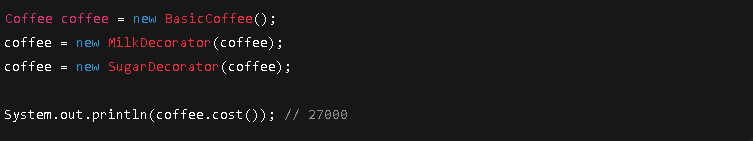 Coffee coffee = new BasicCoffee();
coffee = new MilkDecorator(coffee);
coffee = new SugarDecorator(coffee);
System.out.println(coffee.cost()); // 27000